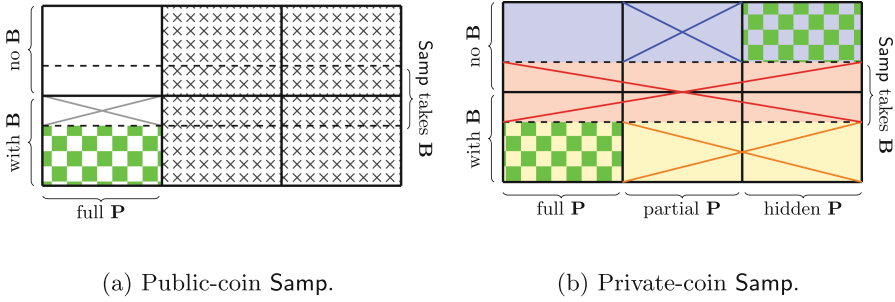 no B
with B
Samp takes B
full P
(a) Public-coin Samp.
no B
with B
Samp takes B
full P
partial P
hidden P
(b) Private-coin Samp.